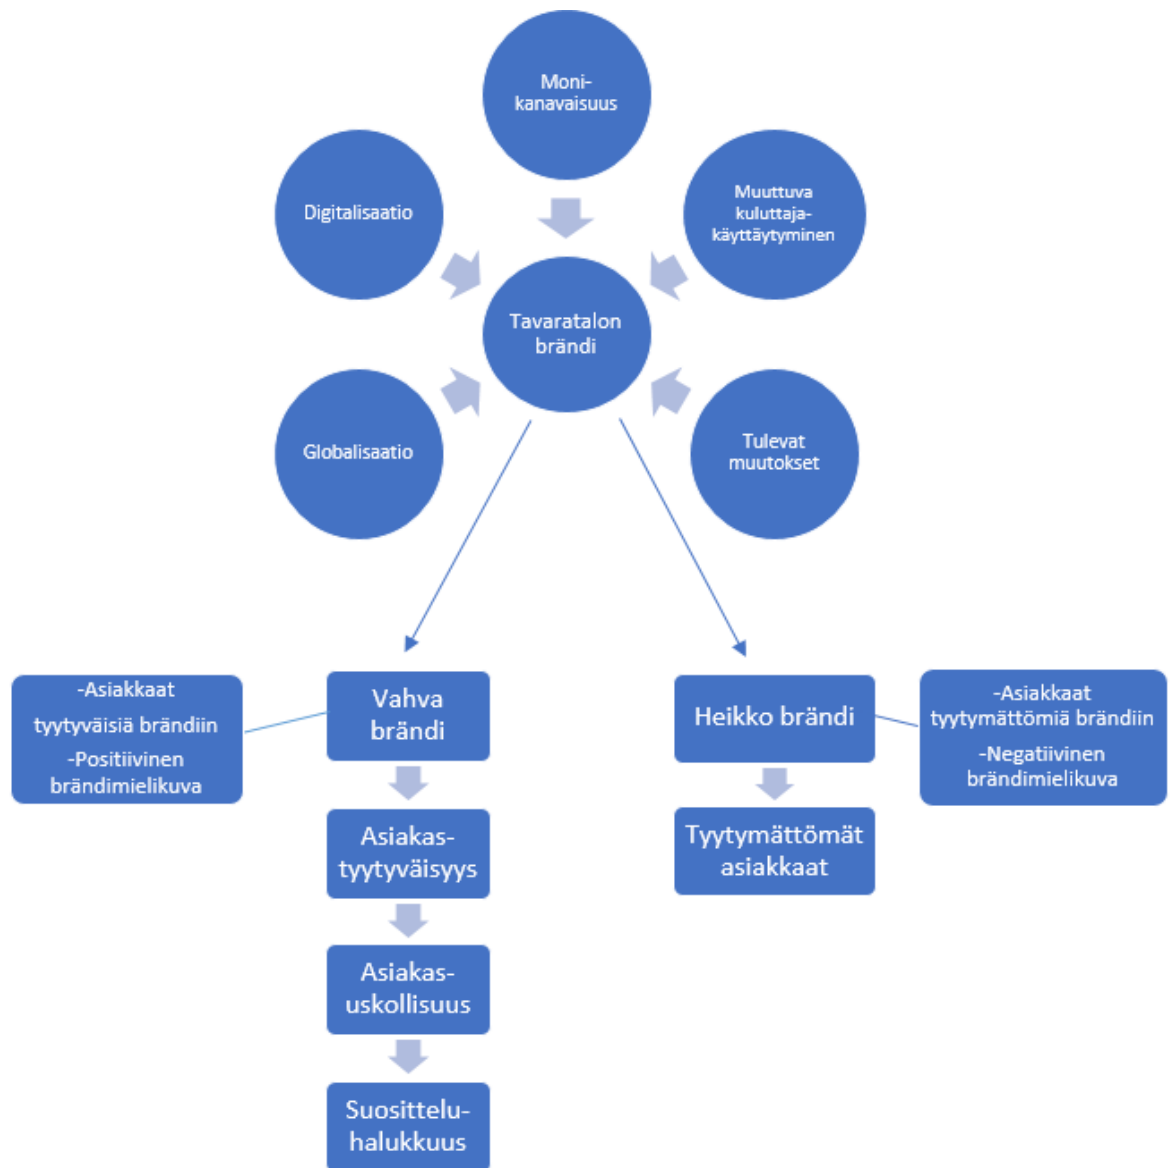 Moni-
kanavaisuus
Digitalisaatio
Muuttuva
kuluttaja-
käyttäytyminen
Tavaratalon
brändi
Globalisaatio
Tulevat
muutokset
-Asiakkaat
tyytyväisiä brändiin
-Positiivinen
brändimielikuva
Vahva
brändi
Heikko brändi
-Asiakkaat
tyytymättömiä brändiin
-Negatiivinen
brändimielikuva
Asiakas-
tyytyväisyys
Tyytymättömät
asiakkaat
Asiakas-
uskollisuus
Suosittelu-
halukkuus